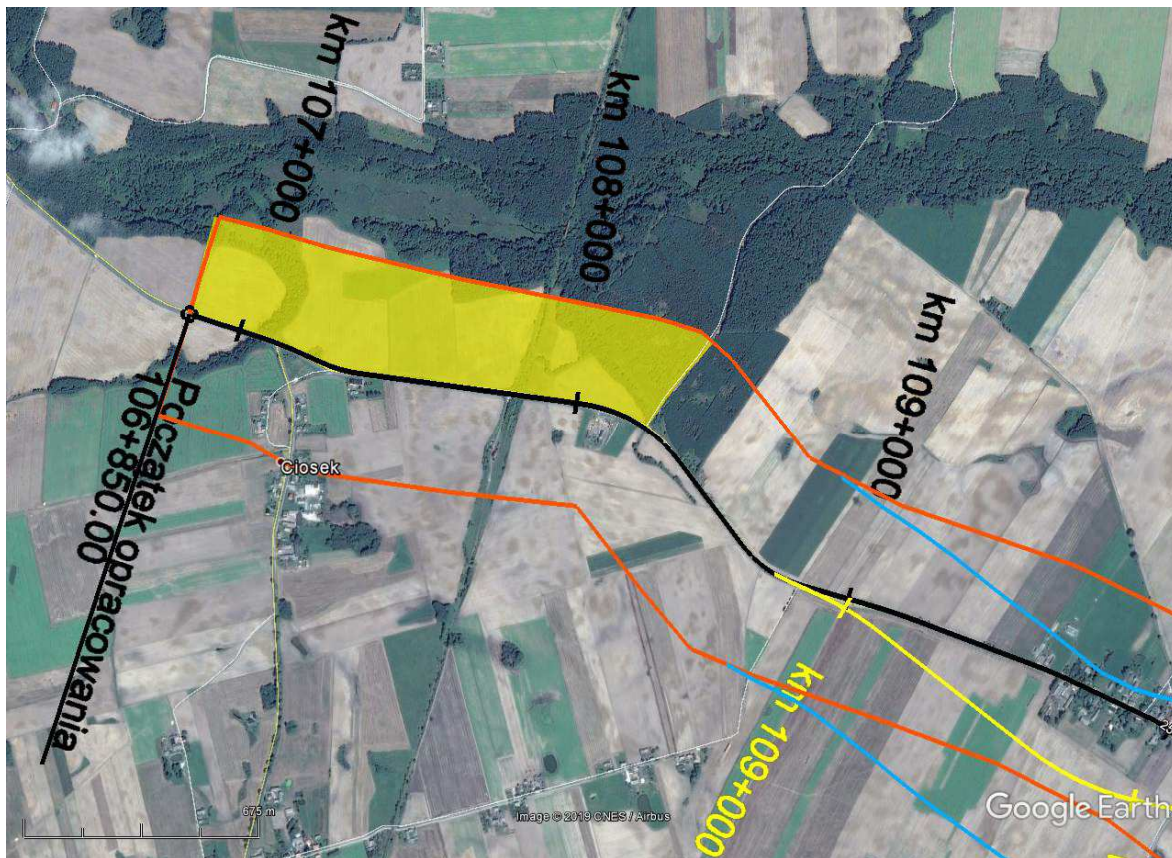 km 107+000
km 108+000
km 109+000
Początek opracowania
106+850.00
Ciosek
km 109+000
675 m
Image © 2019 CNES / Airbus
Google Earth